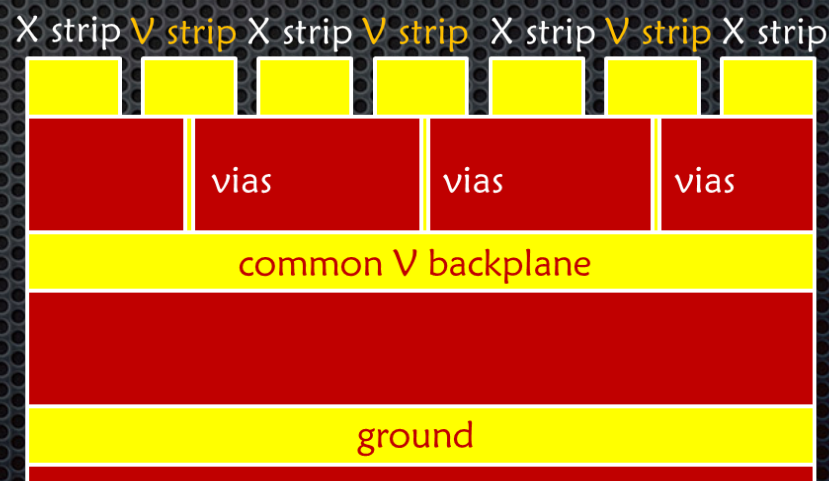 X strip V strip X strip V strip X strip V strip X strip
vias vias vias
common V backplane
ground